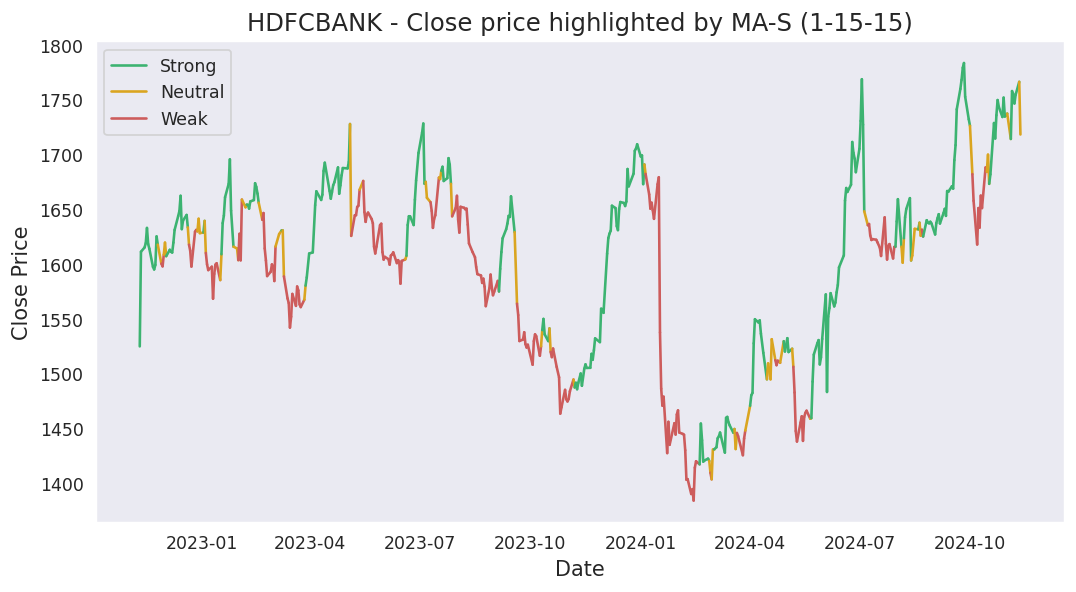 HDFCBANK - Close price highlighted by MA-S (1-15-15)
Strong
Neutral
Weak
Close Price
1800
1750
1700
1650
1600
1550
1500
1450
1400
2023-01 2023-04 2023-07 2023-10 2024-01 2024-04 2024-07 2024-10
Date